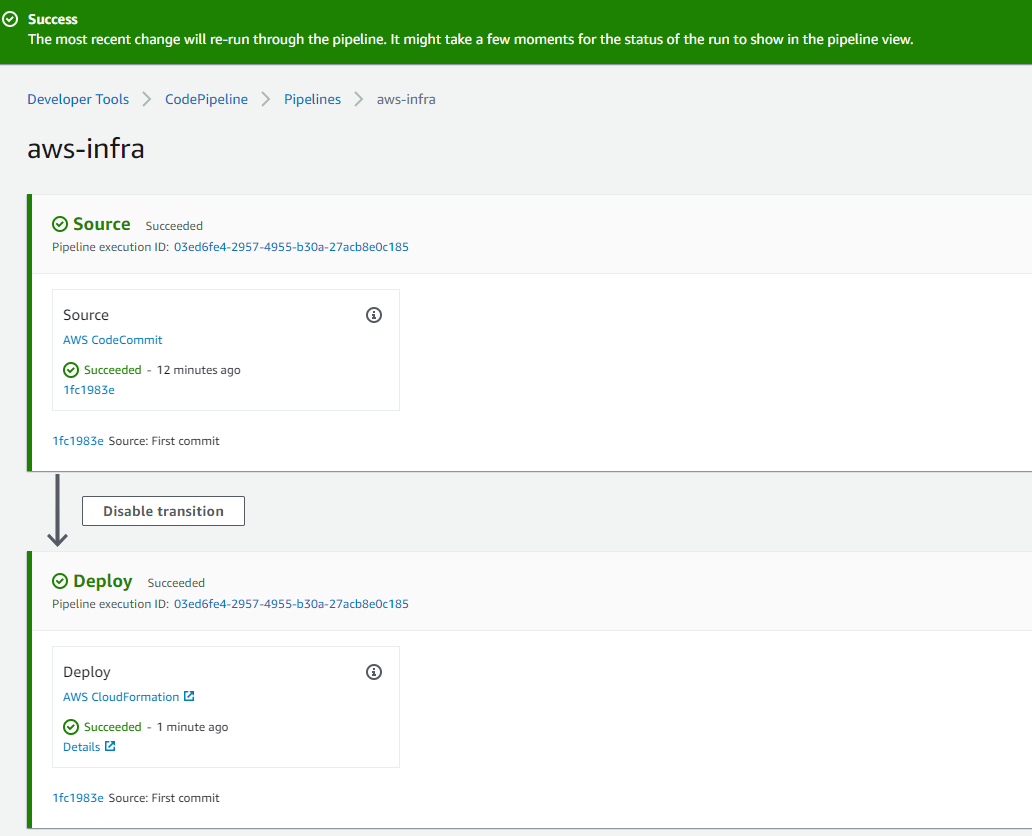 Success
The most recent change will re-run through the pipeline. It might take a few moments for the status of the run to show in the pipeline view.
Developer Tools CodePipeline Pipelines aws-infra
aws-infra
Source Succeeded
Pipeline execution ID: 03ed6fe4-2957-4955-b30a-27acb8e0c185
Source
AWS CodeCommit
Succeeded - 12 minutes ago
1fc1983e
1fc1983e Source: First commit
Disable transition
Deploy Succeeded
Pipeline execution ID: 03ed6fe4-2957-4955-b30a-27acb8e0c185
Deploy
AWS CloudFormation
Succeeded - 1 minute ago
Details
1fc1983e Source: First commit